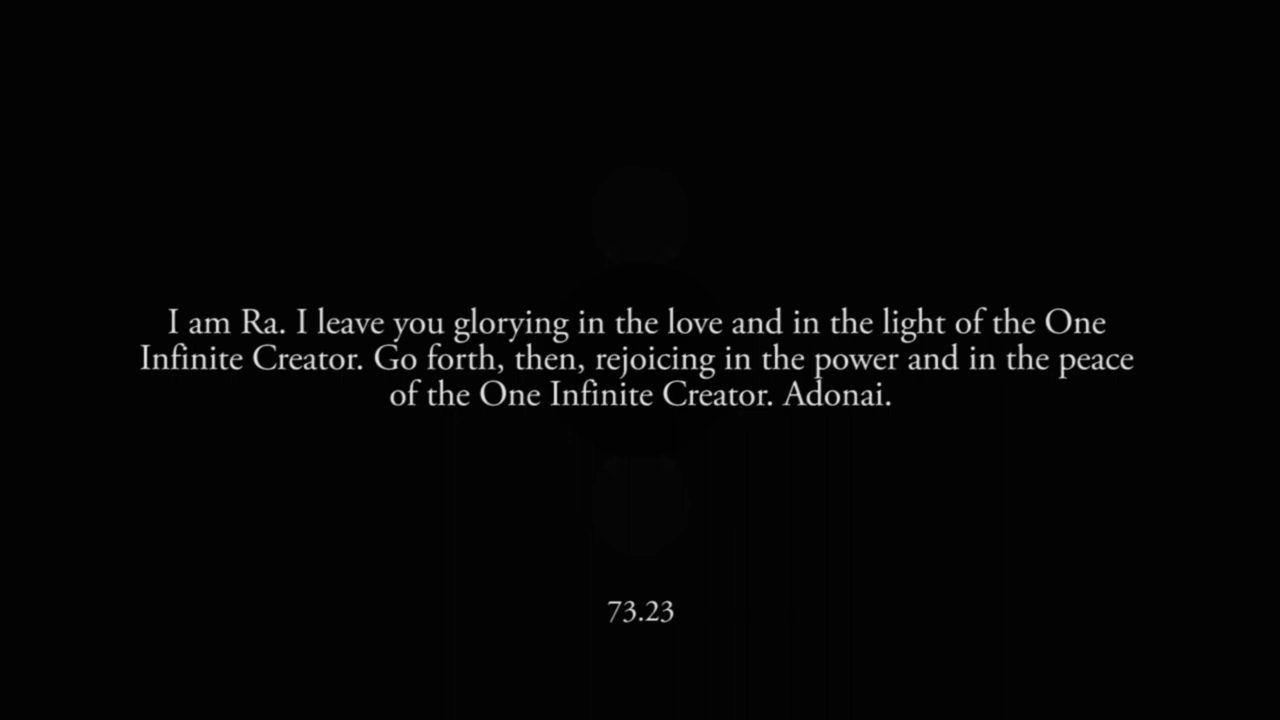 I am Ra. I leave you glorying in the love and in the light of the One
Infinite Creator. Go forth, then, rejoicing in the power and in the peace
of the One Infinite Creator. Adonai.
73.23